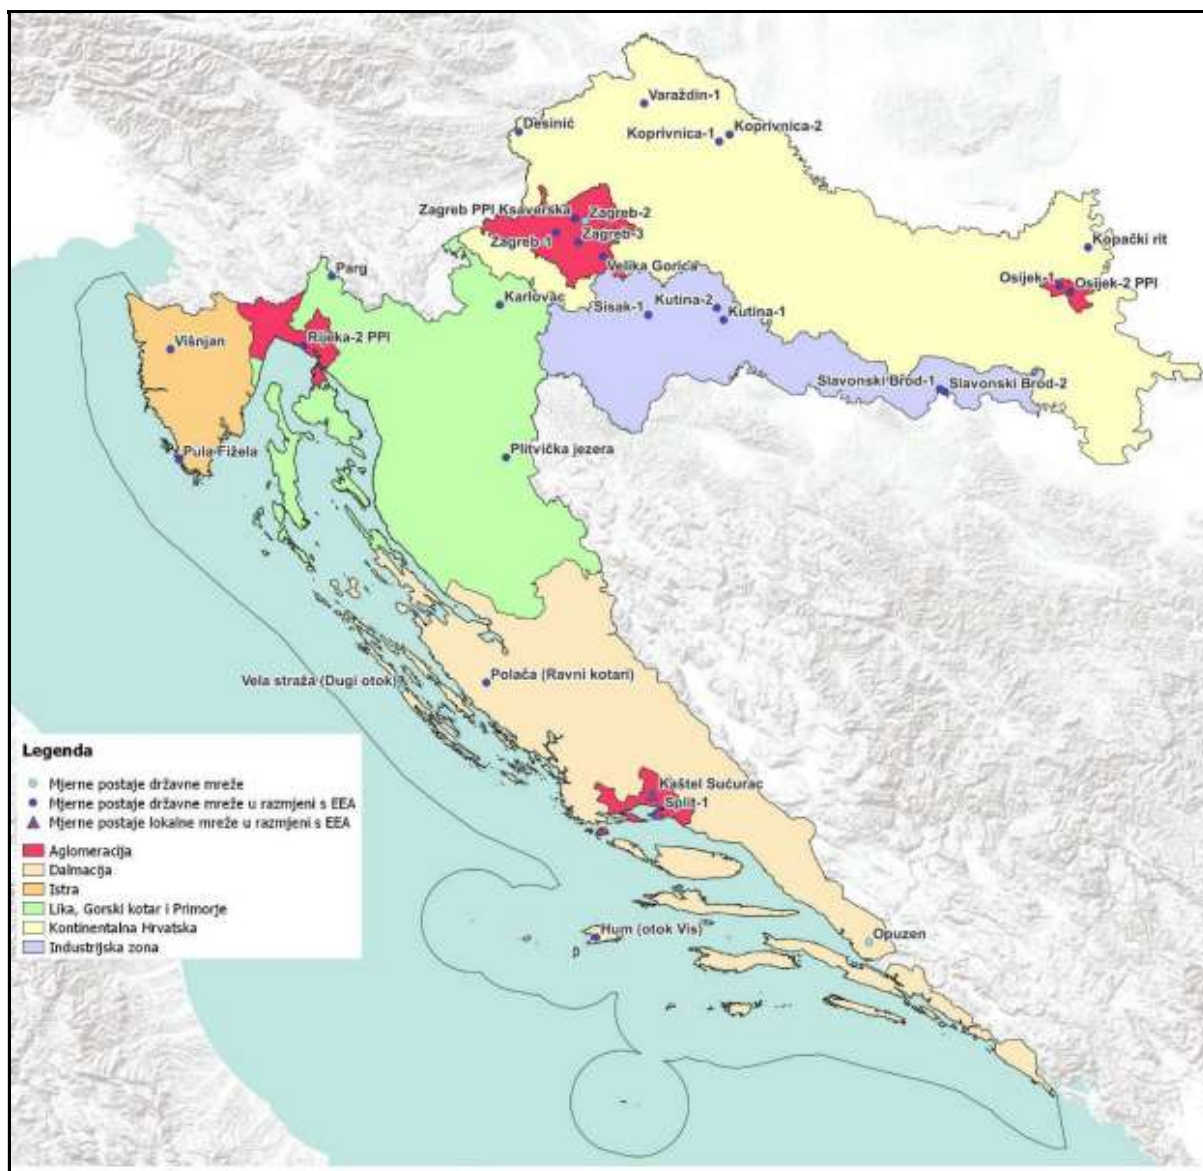 Varaždin-1
Desinić
Koprivnica-1
Koprivnica-2
Zagreb PPI Ksaverska
Zagreb-2
Zagreb-1
Zagreb-3
Velika Gorica
Kopački rit
Osijek-1
Osijek-2 PPI
Parg
Karlovac
Sisak-1
Kutina-2
Kutina-1
Višnjan
Rijeka-2 PPI
Slavonski Brod-1
Slavonski Brod-2
Pula Fižela
Plitvička jezera
Vela straža (Dugi otok)
Polača (Ravni kotari)
Kaštel Sućurac
Split-1
Hum (otok Vis)
Opuzen
Legenda
Mjerne postaje državne mreže
Mjerne postaje državne mreže u razmjeni s EEA
Mjerne postaje lokalne mreže u razmjeni s EEA
Aglomeracija
Dalmacija
Istra
Lika, Gorski kotar i Primorje
Kontinentalna Hrvatska
Industrijska zona